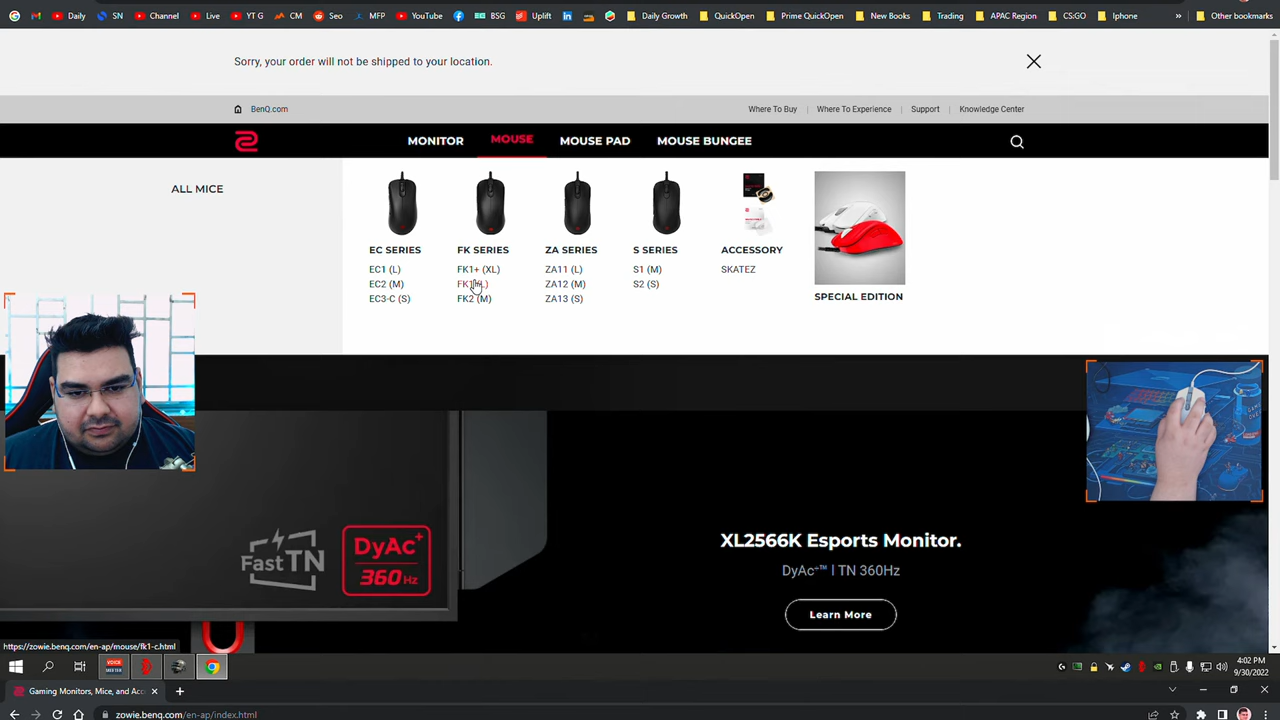 Daily
SN
Channel
Live
YT G
CM
Seo
MFP
YouTube
BSG
Uplift
Daily Growth
QuickOpen
Prime QuickOpen
New Books
Trading
APAC Region
CS:GO
Iphone
»
Other bookmarks
Sorry, your order will not be shipped to your location.
BenQ.com
Where To Buy | Where To Experience | Support | Knowledge Center
MONITOR MOUSE MOUSE PAD MOUSE BUNGEE
ALL MICE
EC SERIES
EC1 (L)
EC2 (M)
EC3-C (S)
FK SERIES
FK1+ (XL)
FK2 (M)
ZA SERIES
ZA11 (L)
ZA12 (M)
ZA13 (S)
S SERIES
S1 (M)
S2 (S)
ACCESSORY
SKATEZ
SPECIAL EDITION
FastTN
DyAc+
360Hz
XL2566K Esports Monitor.
DyAc+™ | TN 360Hz
Learn More
https://zowie.benq.com/en-ap/mouse/fk1-c.html
4:02 PM
9/30/2022
Gaming Monitors, Mice, and Acc
zowie.benq.com/en-ap/index.html